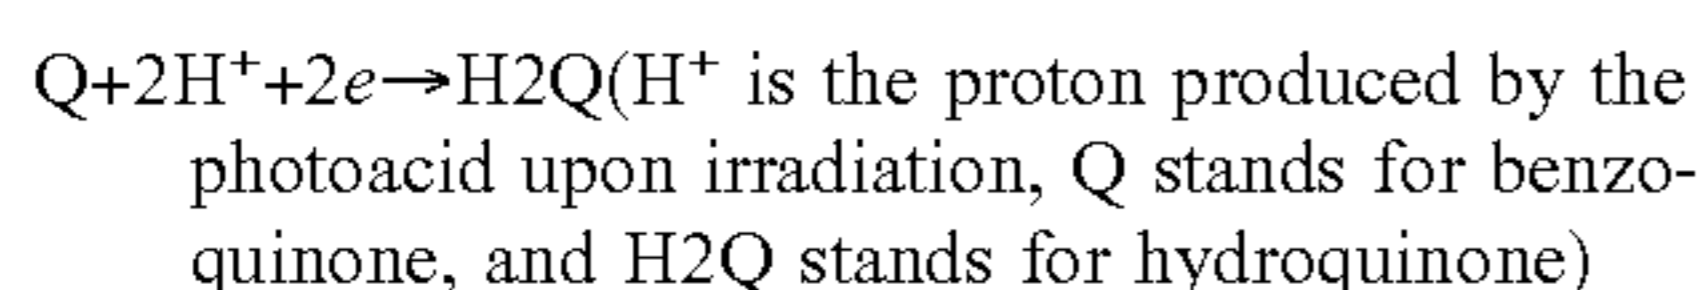 Q+2H⁺+2e→H2Q(H⁺ is the proton produced by the
photoacid upon irradiation, Q stands for benzo-
quinone, and H2Q stands for hydroquinone)